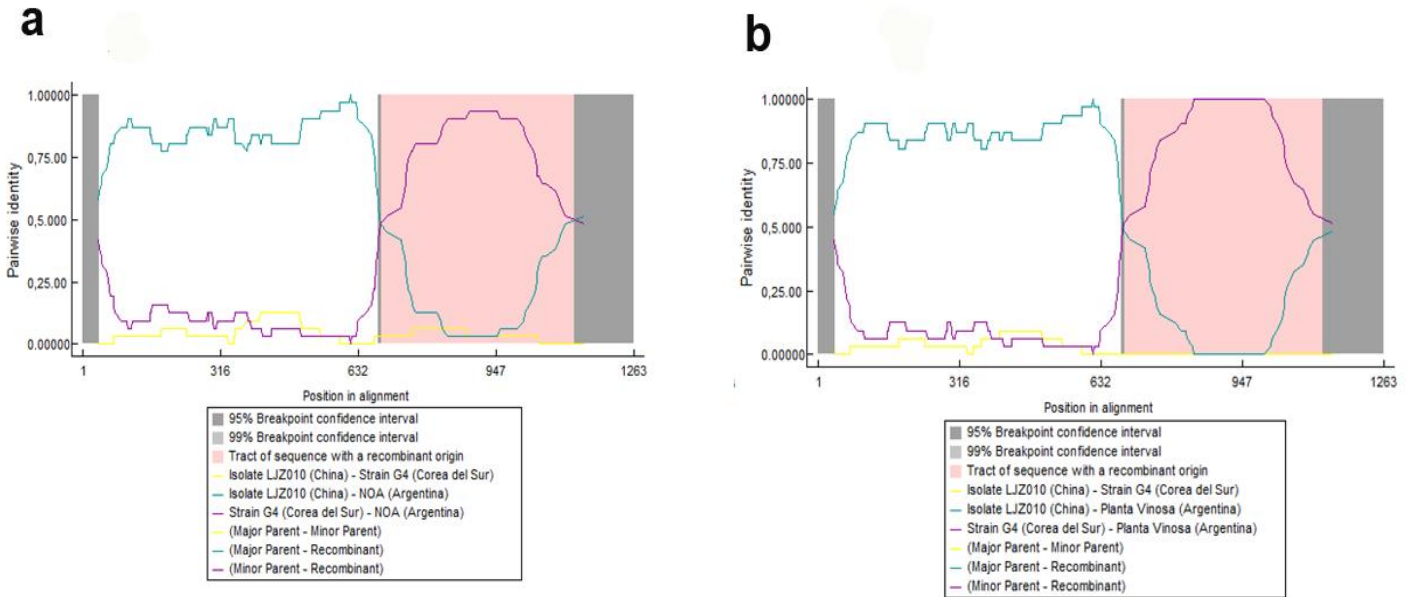 a
1.00000
0,75.00
0,5.000
0,25.00
0.00000
Pairwise identity
1 316 632 947 1263
Position in alignment
95% Breakpoint confidence interval
99% Breakpoint confidence interval
Tract of sequence with a recombinant origin
Isolate LJZ010 (China) - Strain G4 (Corea del Sur)
Isolate LJZ010 (China) - NOA (Argentina)
Strain G4 (Corea del Sur) - NOA (Argentina)
(Major Parent - Minor Parent)
(Major Parent - Recombinant)
(Minor Parent - Recombinant)
b
1.00000
0,75.00
0,5.000
0,25.00
0.00000
Pairwise identity
1 316 632 947 1263
Position in alignment
95% Breakpoint confidence interval
99% Breakpoint confidence interval
Tract of sequence with a recombinant origin
Isolate LJZ010 (China) - Strain G4 (Corea del Sur)
Isolate LJZ010 (China) - Planta Vinosa (Argentina)
Strain G4 (Corea del Sur) - Planta Vinosa (Argentina)
(Major Parent - Minor Parent)
(Major Parent - Recombinant)
(Minor Parent - Recombinant)